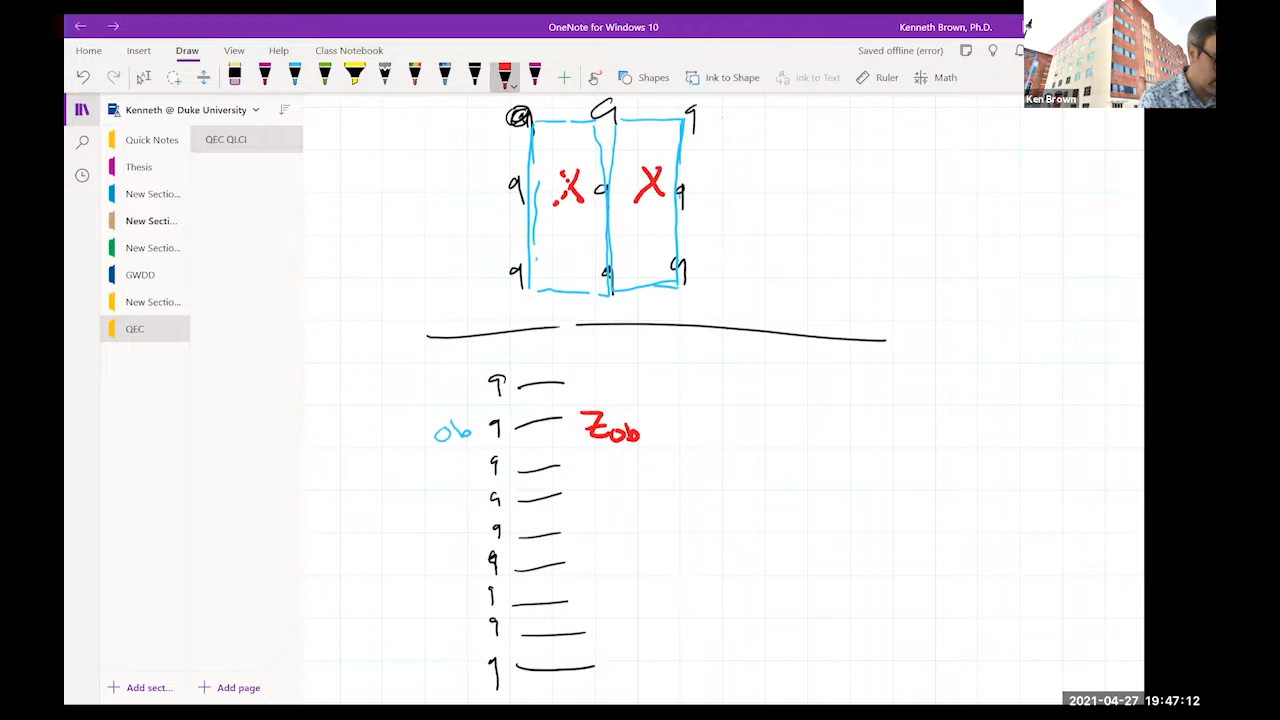 OneNote for Windows 10
Kenneth Brown, Ph.D.
Home Insert Draw View Help Class Notebook
Saved offline (error)
Shapes Ink to Shape Ink to Text Ruler Math
Ken Brown
Kenneth @ Duke University
Quick Notes
Thesis
New Sectio...
New Secti...
New Sectio...
GWDD
New Sectio...
QEC
QEC QLCI
q q q
X X
q q q
q q q
q
ob q Zob
q
q
q
q
q
q
q
Add sect... Add page
2021-04-27 19:47:12